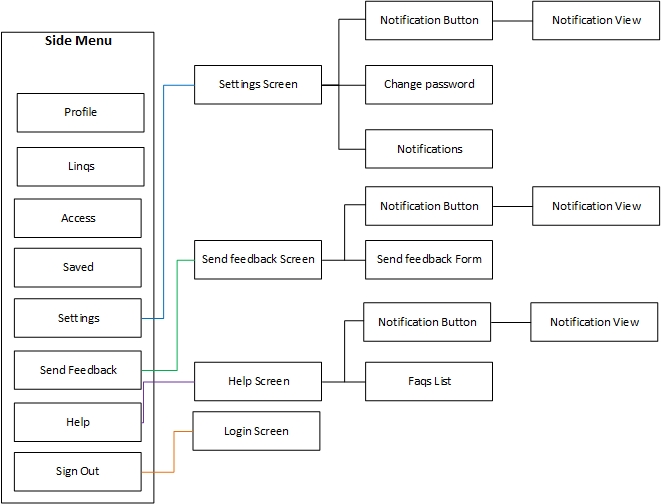 Side Menu
Profile
Linqs
Access
Saved
Settings
Send Feedback
Help
Sign Out
Settings Screen
Notification Button
Notification View
Change password
Notifications
Send feedback Screen
Notification Button
Notification View
Send feedback Form
Help Screen
Notification Button
Notification View
Faqs List
Login Screen